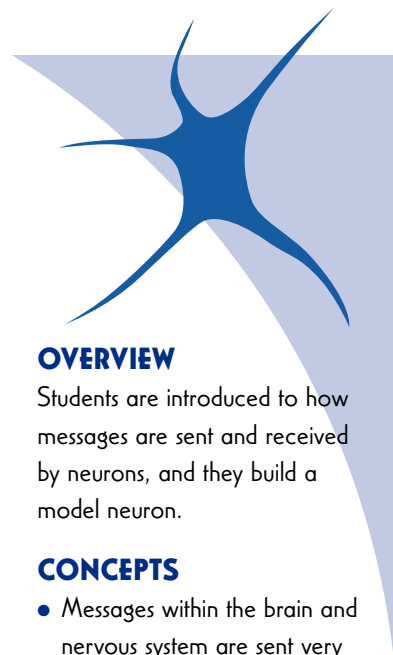 OVERVIEW
Students are introduced to how
messages are sent and received
by neurons, and they build a
model neuron.
CONCEPTS
● Messages within the brain and
nervous system are sent very